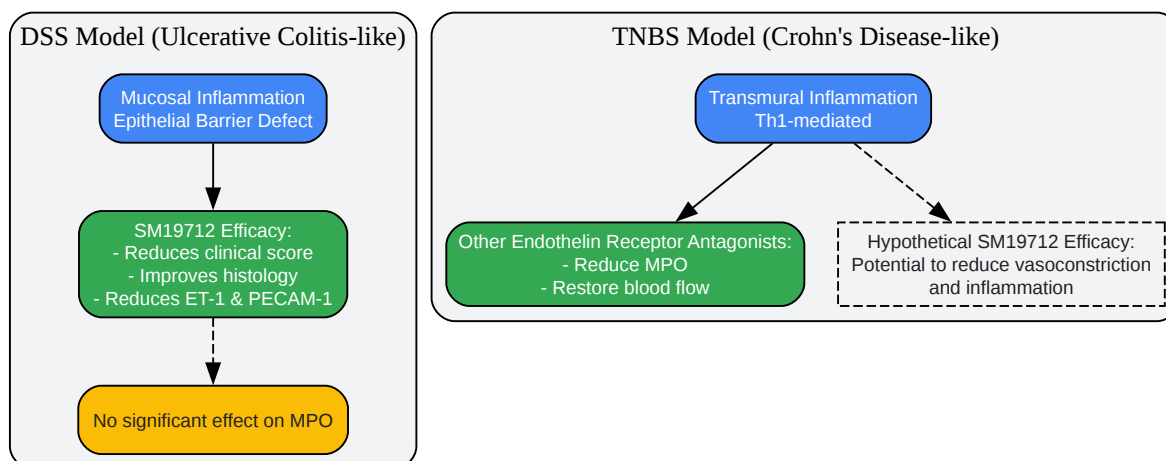 DSS Model (Ulcerative Colitis-like)
Mucosal Inflammation
Epithelial Barrier Defect
SM19712 Efficacy:
- Reduces clinical score
- Improves histology
- Reduces ET-1 & PECAM-1
No significant effect on MPO
TNBS Model (Crohn's Disease-like)
Transmural Inflammation
Th1-mediated
Other Endothelin Receptor Antagonists:
- Reduce MPO
- Restore blood flow
Hypothetical SM19712 Efficacy:
Potential to reduce vasoconstriction
and inflammation